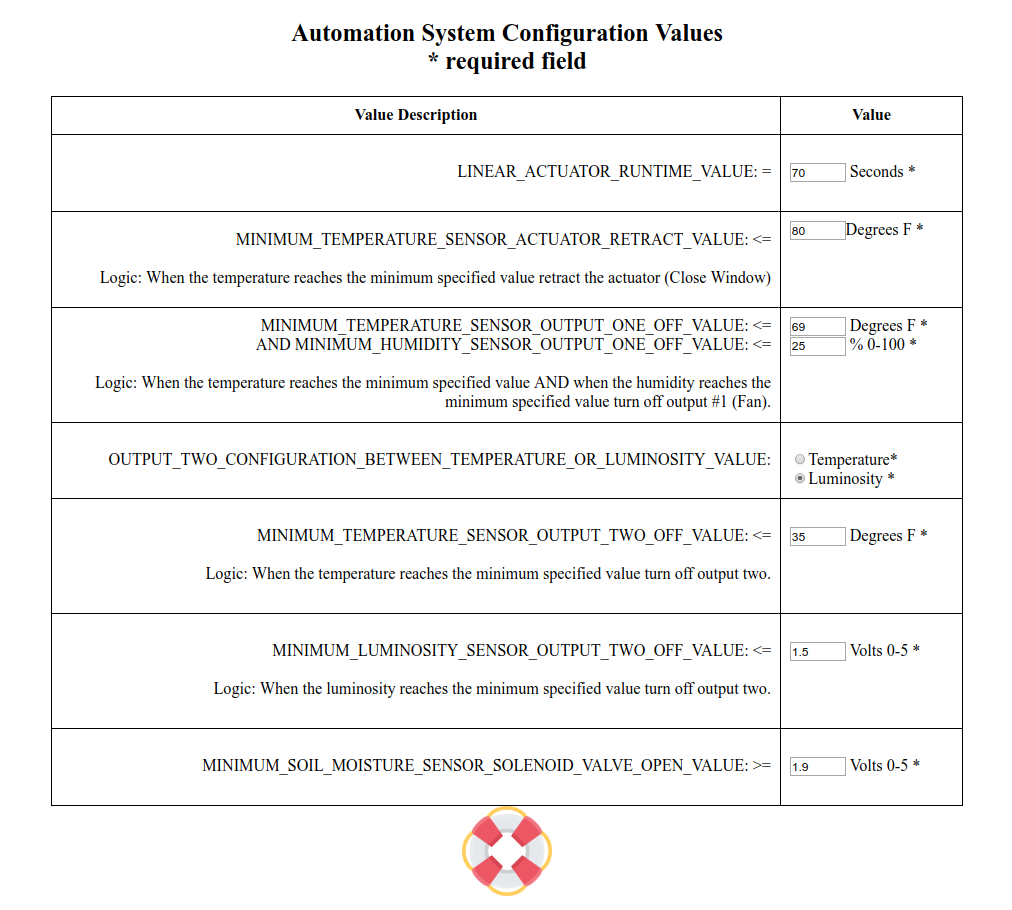 Automation System Configuration Values
* required field
Value Description
Value
LINEAR_ACTUATOR_RUNTIME_VALUE: =
70 Seconds *
MINIMUM_TEMPERATURE_SENSOR_ACTUATOR_RETRACT_VALUE: <=
80 Degrees F *
Logic: When the temperature reaches the minimum specified value retract the actuator (Close Window)
MINIMUM_TEMPERATURE_SENSOR_OUTPUT_ONE_OFF_VALUE: <=
69 Degrees F *
AND MINIMUM_HUMIDITY_SENSOR_OUTPUT_ONE_OFF_VALUE: <=
25 % 0-100 *
Logic: When the temperature reaches the minimum specified value AND when the humidity reaches the
minimum specified value turn off output #1 (Fan).
OUTPUT_TWO_CONFIGURATION_BETWEEN_TEMPERATURE_OR_LUMINOSITY_VALUE:
Temperature*
Luminosity *
MINIMUM_TEMPERATURE_SENSOR_OUTPUT_TWO_OFF_VALUE: <=
35 Degrees F *
Logic: When the temperature reaches the minimum specified value turn off output two.
MINIMUM_LUMINOSITY_SENSOR_OUTPUT_TWO_OFF_VALUE: <=
1.5 Volts 0-5 *
Logic: When the luminosity reaches the minimum specified value turn off output two.
MINIMUM_SOIL_MOISTURE_SENSOR_SOLENOID_VALVE_OPEN_VALUE: >=
1.9 Volts 0-5 *